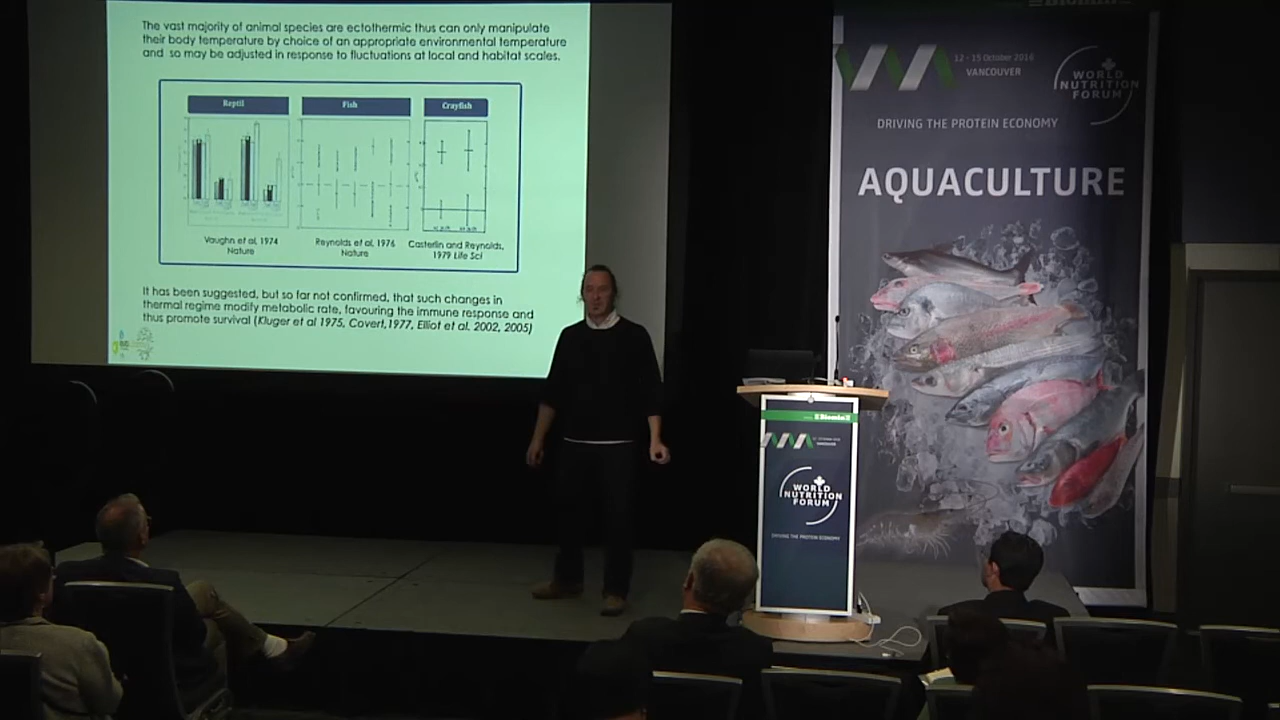 The vast majority of animal species are ectothermic thus can only manipulate
their body temperature by choice of an appropriate environmental temperature
and so may be adjusted in response to fluctuations at local and habitat scales.
Reptil
Fish
Crayfish
Vaughn et al, 1974
Nature
Reynolds et al, 1976
Nature
Casterlin and Reynolds,
1979 Life Sci
It has been suggested, but so far not confirmed, that such changes in
thermal regime modify metabolic rate, favouring the immune response and
thus promote survival (Kluger et al 1975, Covert,1977, Elliot et al. 2002, 2005)
12 - 15 October 2016
VANCOUVER
WORLD
NUTRITION
FORUM
DRIVING THE PROTEIN ECONOMY
AQUACULTURE
Biomin
VANCOUVER
WORLD
NUTRITION
FORUM
DRIVING THE PROTEIN ECONOMY